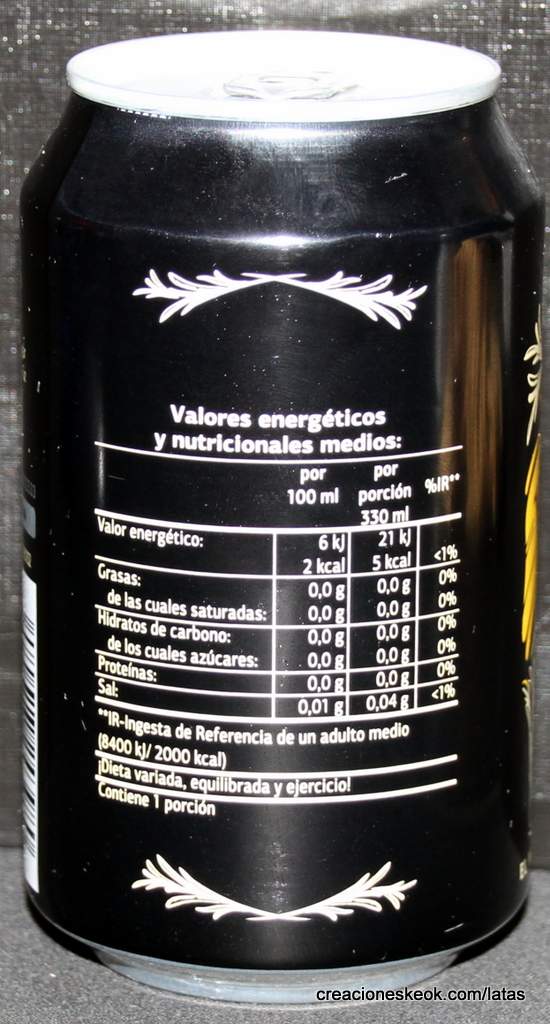 Valores energéticos
y nutricionales medios:
por 100 ml por porción 330 ml %IR**
Valor energético: 6 kJ 21 kJ
2 kcal 5 kcal <1%
Grasas: 0,0 g 0,0 g 0%
de las cuales saturadas: 0,0 g 0,0 g 0%
Hidratos de carbono: 0,0 g 0,0 g 0%
de los cuales azúcares: 0,0 g 0,0 g 0%
Proteínas: 0,0 g 0,0 g 0%
Sal: 0,01 g 0,04 g <1%
**IR-Ingesta de Referencia de un adulto medio
(8400 kJ/ 2000 kcal)
¡Dieta variada, equilibrada y ejercicio!
Contiene 1 porción
creacioneskeok.com/latas